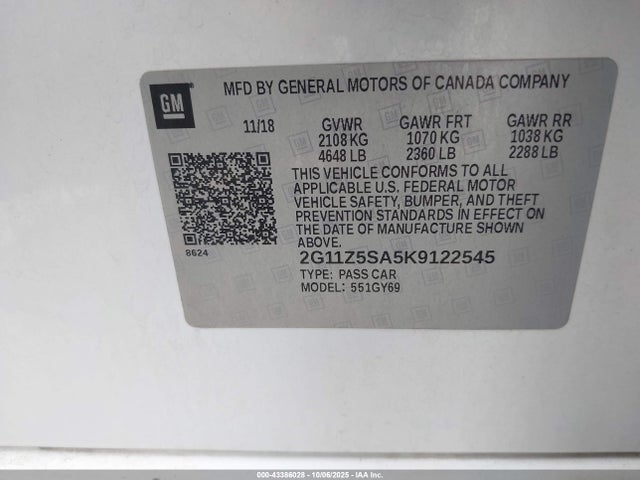 GM
MFD BY GENERAL MOTORS OF CANADA COMPANY
11/18 GVWR GAWR FRT GAWR RR
2108 KG 1070 KG 1038 KG
4648 LB 2360 LB 2288 LB
THIS VEHICLE CONFORMS TO ALL
APPLICABLE U.S. FEDERAL MOTOR
VEHICLE SAFETY, BUMPER, AND THEFT
PREVENTION STANDARDS IN EFFECT ON
THE DATE OF MANUFACTURE SHOWN
ABOVE.
8624
2G11Z5SA5K9122545
TYPE: PASS CAR
MODEL: 551GY69
000-43386028 - 10/06/2025 - IAA Inc.